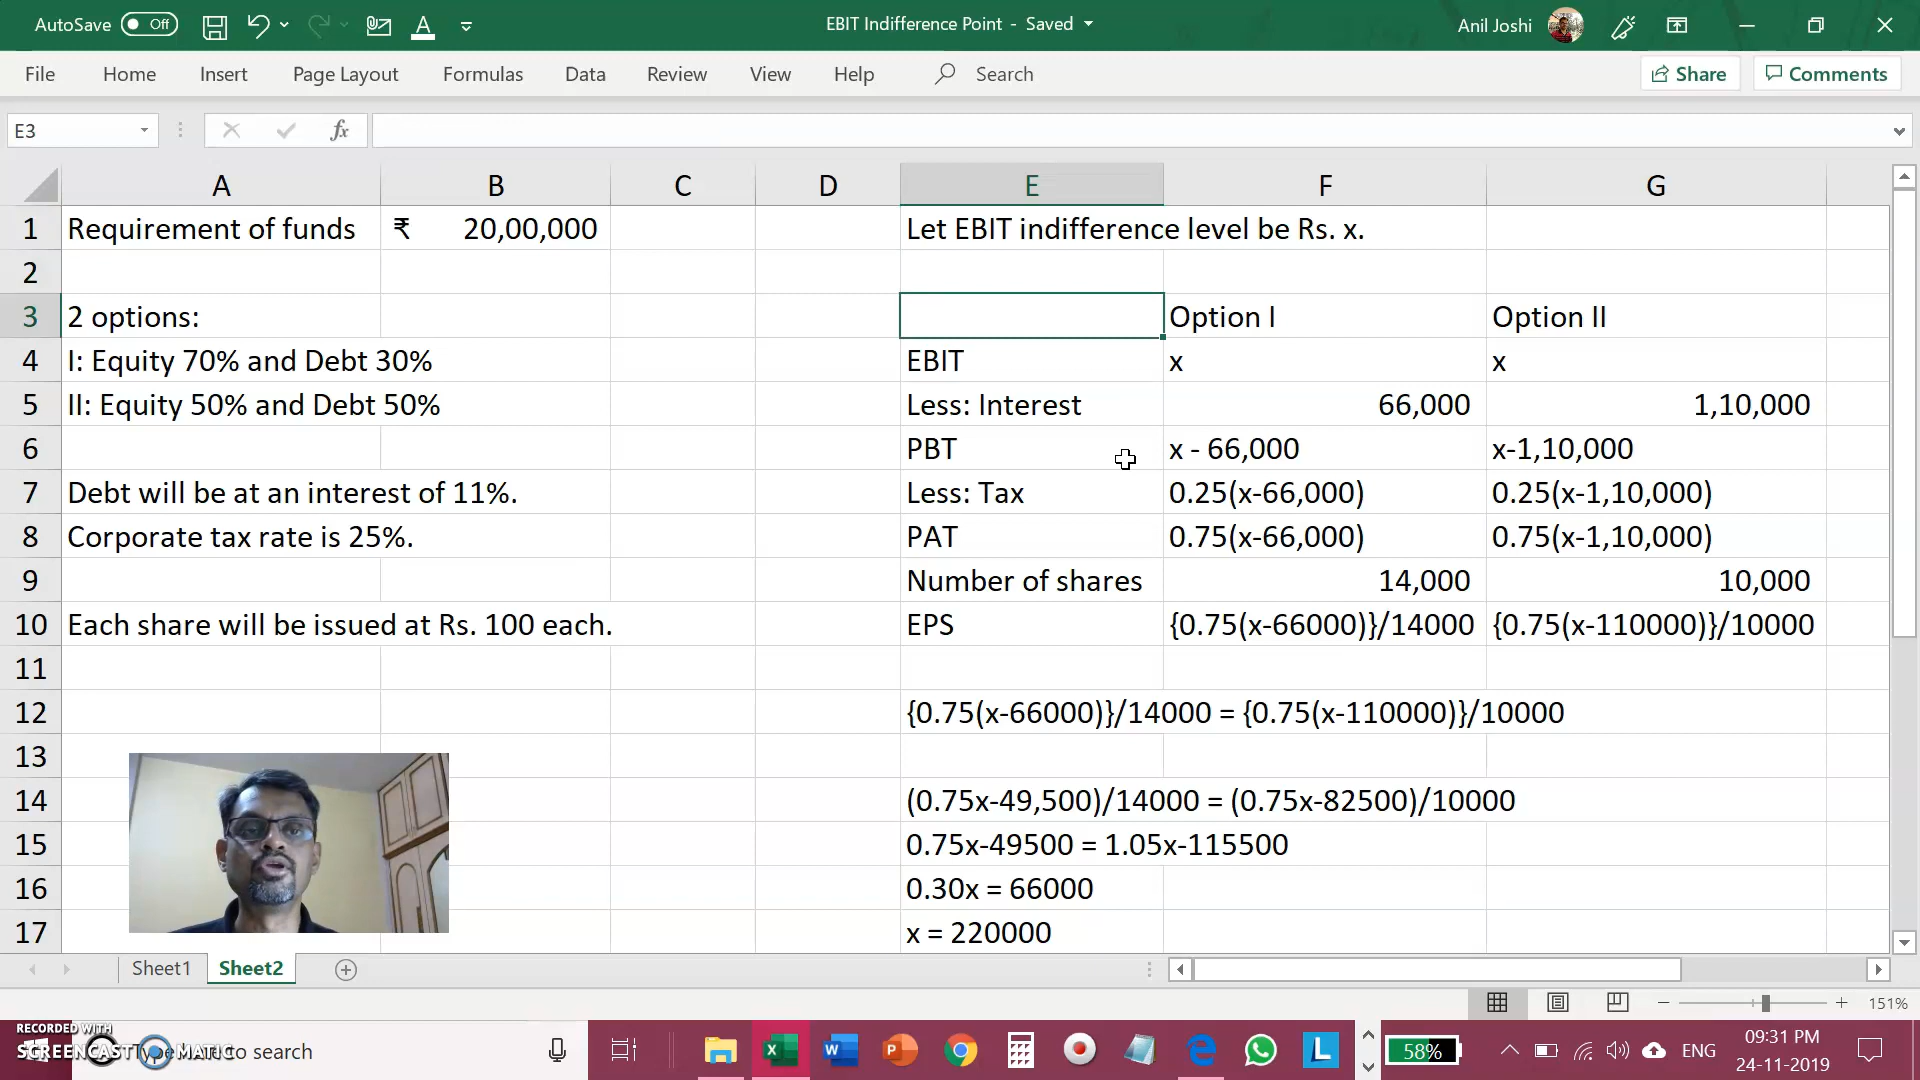 AutoSave Off
EBIT Indifference Point - Saved
Anil Joshi
File Home Insert Page Layout Formulas Data Review View Help Search
Share Comments
E3 fx
A B C D E F G
1 Requirement of funds ₹ 20,00,000 Let EBIT indifference level be Rs. x.
2
3 2 options: Option I Option II
4 I: Equity 70% and Debt 30% EBIT x x
5 II: Equity 50% and Debt 50% Less: Interest 66,000 1,10,000
6 PBT x - 66,000 x-1,10,000
7 Debt will be at an interest of 11%. Less: Tax 0.25(x-66,000) 0.25(x-1,10,000)
8 Corporate tax rate is 25%. PAT 0.75(x-66,000) 0.75(x-1,10,000)
9 Number of shares 14,000 10,000
10 Each share will be issued at Rs. 100 each. EPS {0.75(x-66000)}/14000 {0.75(x-110000)}/10000
11
12 {0.75(x-66000)}/14000 = {0.75(x-110000)}/10000
13
14 (0.75x-49,500)/14000 = (0.75x-82500)/10000
15 0.75x-49500 = 1.05x-115500
16 0.30x = 66000
17 x = 220000
Sheet1 Sheet2
151%
RECORDED WITH
SCREENCAST MATIC
Type here to search
58%
ENG
09:31 PM
24-11-2019